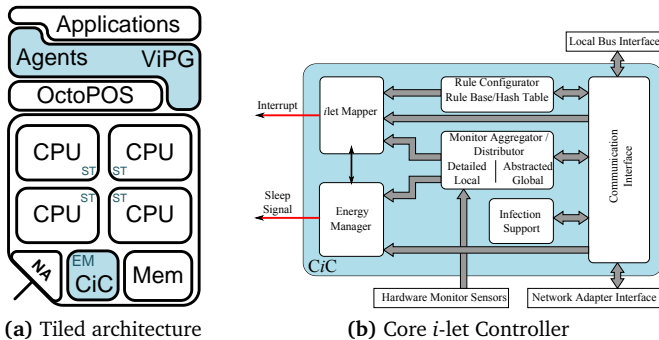 Applications
Agents ViPG
OctoPOS
CPU ST
CPU ST
CPU ST
CPU ST
NA
EM
CiC
Mem
(a) Tiled architecture
Local Bus Interface
Interrupt
ilet Mapper
Rule Configurator
Rule Base/Hash Table
Monitor Aggregator /
Distributor
Detailed Abstracted
Local Global
Communication
Interface
Sleep
Signal
Energy
Manager
Infection
Support
CiC
Hardware Monitor Sensors
Network Adapter Interface
(b) Core i-let Controller